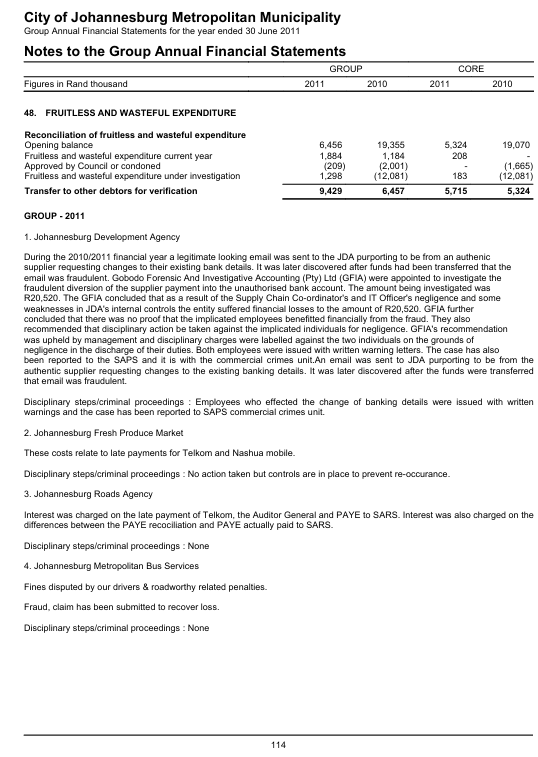 City of Johannesburg Metropolitan Municipality
Group Annual Financial Statements for the year ended 30 June 2011
Notes to the Group Annual Financial Statements
GROUP CORE
Figures in Rand thousand 2011 2010 2011 2010
48. FRUITLESS AND WASTEFUL EXPENDITURE
Reconciliation of fruitless and wasteful expenditure
Opening balance 6,456 19,355 5,324 19,070
Fruitless and wasteful expenditure current year 1,884 1,184 208 -
Approved by Council or condoned (209) (2,001) - (1,665)
Fruitless and wasteful expenditure under investigation 1,298 (12,081) 183 (12,081)
Transfer to other debtors for verification 9,429 6,457 5,715 5,324
GROUP - 2011
1. Johannesburg Development Agency
During the 2010/2011 financial year a legitimate looking email was sent to the JDA purporting to be from an authenic
supplier requesting changes to their existing bank details. It was later discovered after funds had been transferred that the
email was fraudulent. Gobodo Forensic And Investigative Accounting (Pty) Ltd (GFIA) were appointed to investigate the
fraudulent diversion of the supplier payment into the unauthorised bank account. The amount being investigated was
R20,520. The GFIA concluded that as a result of the Supply Chain Co-ordinator's and IT Officer's negligence and some
weaknesses in JDA's internal controls the entity suffered financial losses to the amount of R20,520. GFIA further
concluded that there was no proof that the implicated employees benefitted financially from the fraud. They also
recommended that disciplinary action be taken against the implicated individuals for negligence. GFIA's recommendation
was upheld by management and disciplinary charges were labelled against the two individuals on the grounds of
negligence in the discharge of their duties. Both employees were issued with written warning letters. The case has also
been reported to the SAPS and it is with the commercial crimes unit.An email was sent to JDA purporting to be from the
authentic supplier requesting changes to the existing banking details. It was later discovered after the funds were transferred
that email was fraudulent.
Disciplinary steps/criminal proceedings : Employees who effected the change of banking details were issued with written
warnings and the case has been reported to SAPS commercial crimes unit.
2. Johannesburg Fresh Produce Market
These costs relate to late payments for Telkom and Nashua mobile.
Disciplinary steps/criminal proceedings : No action taken but controls are in place to prevent re-occurance.
3. Johannesburg Roads Agency
Interest was charged on the late payment of Telkom, the Auditor General and PAYE to SARS. Interest was also charged on the
differences between the PAYE recociliation and PAYE actually paid to SARS.
Disciplinary steps/criminal proceedings : None
4. Johannesburg Metropolitan Bus Services
Fines disputed by our drivers & roadworthy related penalties.
Fraud, claim has been submitted to recover loss.
Disciplinary steps/criminal proceedings : None
114